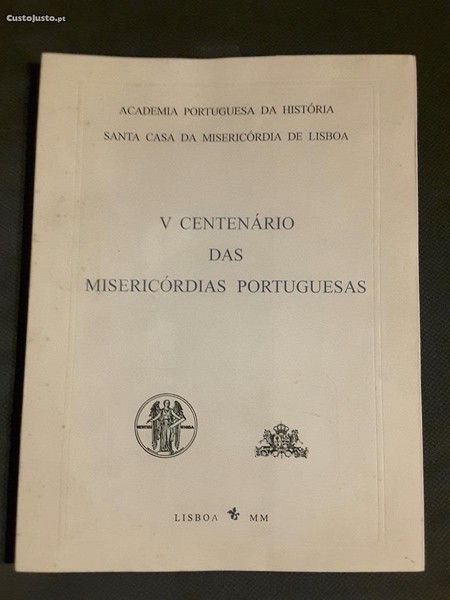 CustoJusto.pt
ACADEMIA PORTUGUESA DA HISTÓRIA
SANTA CASA DA MISERICÓRDIA DE LISBOA
V CENTENÁRIO
DAS
MISERICÓRDIAS PORTUGUESAS
LISBOA MM